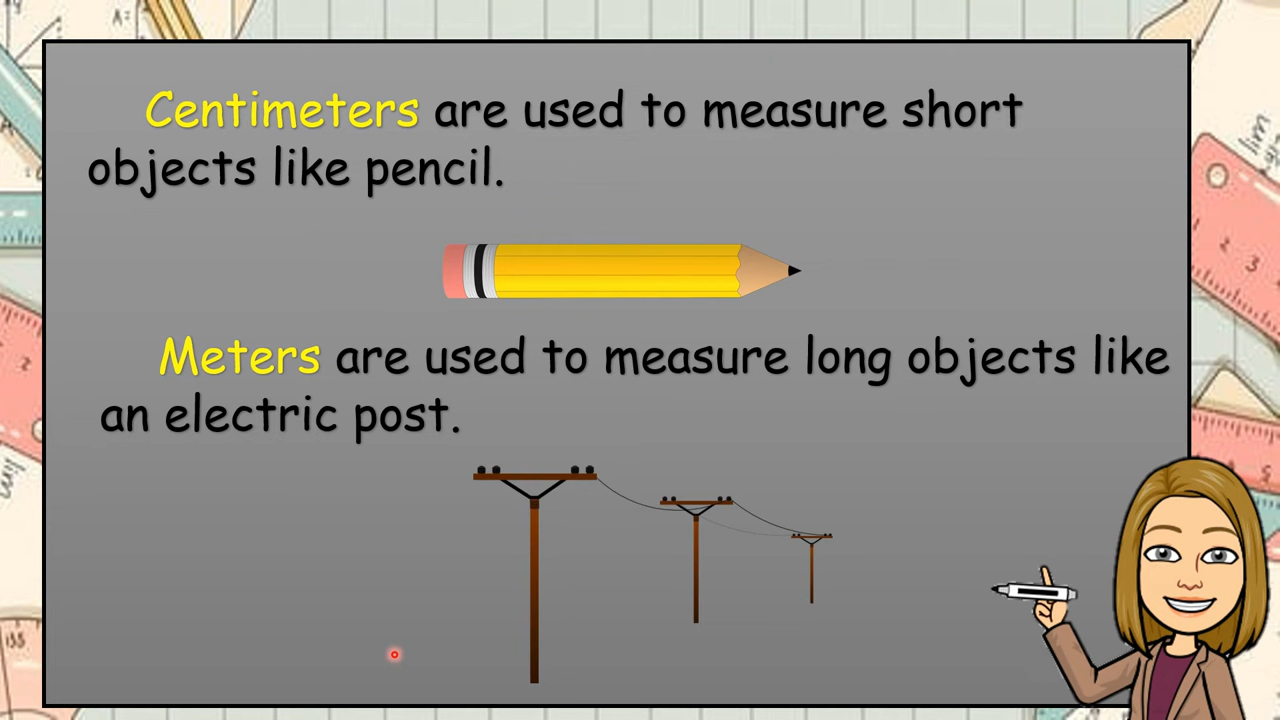 Centimeters are used to measure short
objects like pencil.
Meters are used to measure long objects like
an electric post.